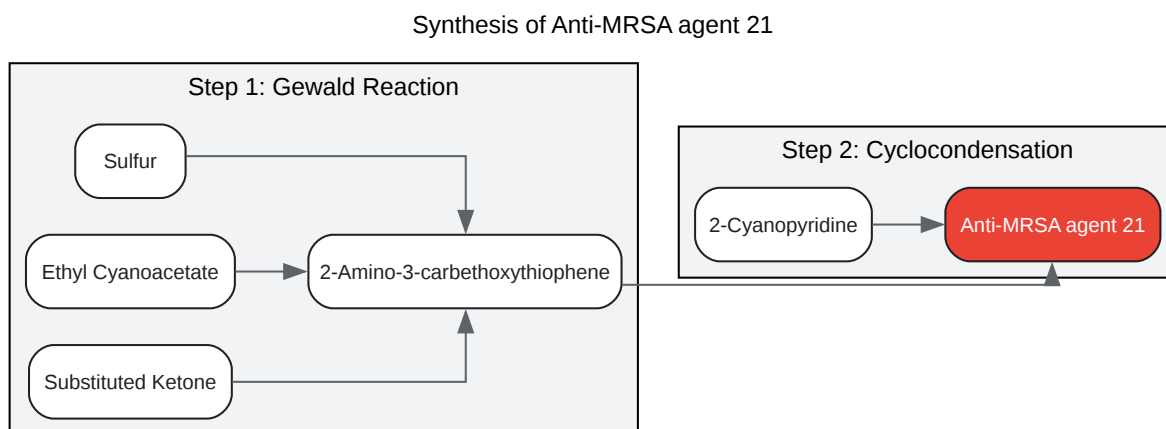 Synthesis of Anti-MRSA agent 21
Step 1: Gewald Reaction
Sulfur
Ethyl Cyanoacetate
Substituted Ketone
2-Amino-3-carbethoxythiophene
Step 2: Cyclocondensation
2-Cyanopyridine
Anti-MRSA agent 21